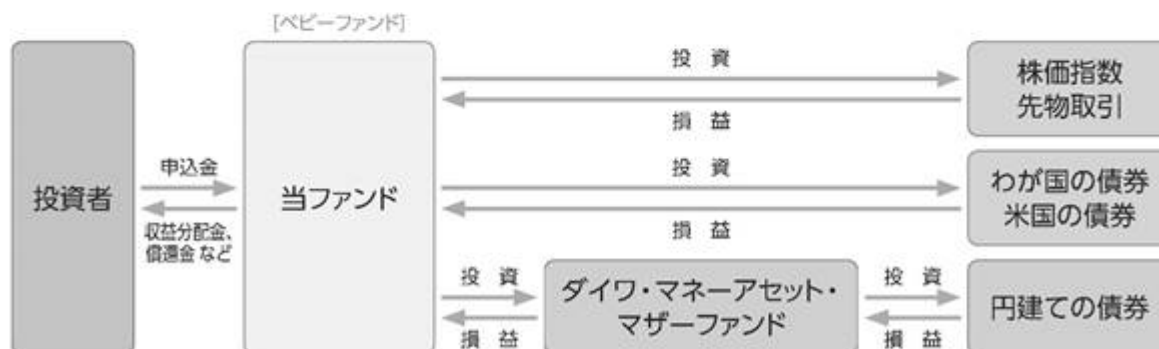 [ベビーファンド]
投資者
申込金
収益分配金、
償還金 など
当ファンド
投 資
損 益
株価指数
先物取引
投 資
損 益
わが国の債券
米国の債券
投 資
損 益
ダイワ・マネーアセット・
マザーファンド
投 資
損 益
円建ての債券